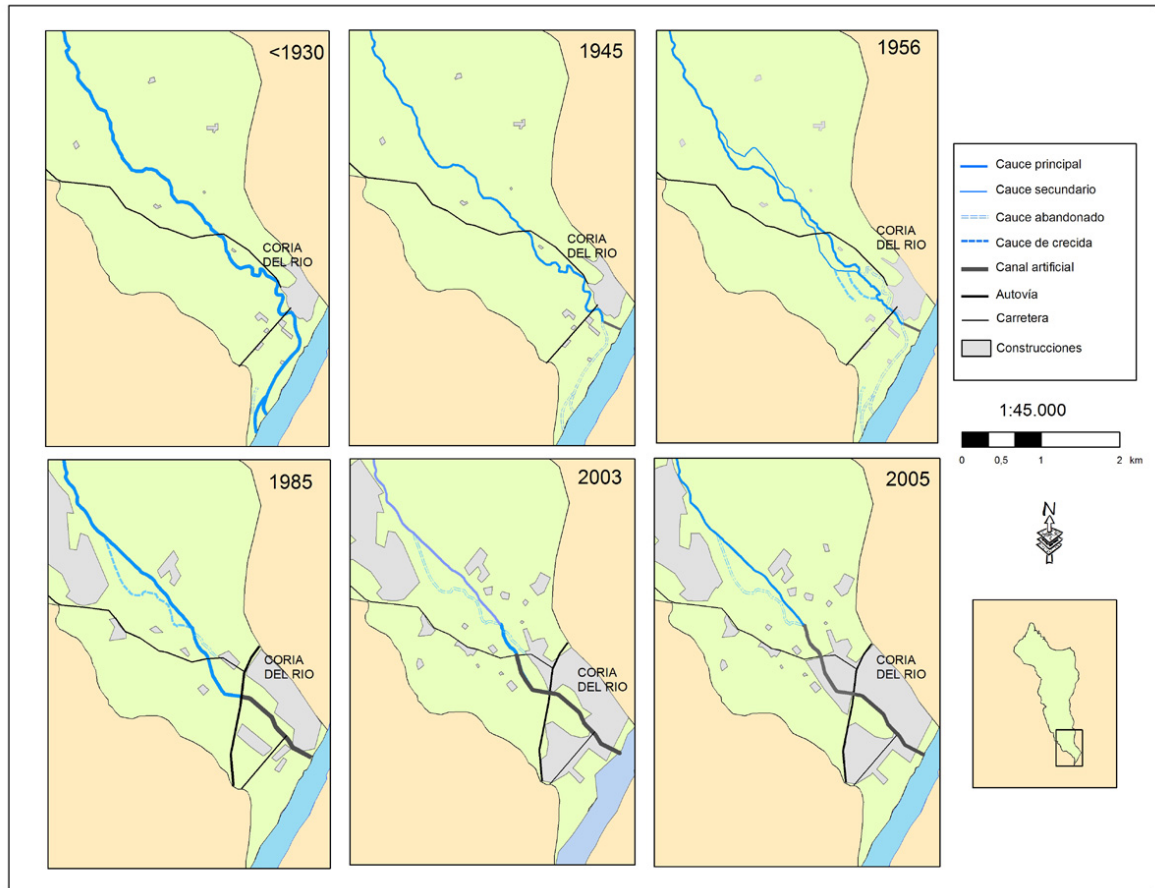 <1930
CORIA
DEL RIO
1945
CORIA
DEL RIO
1956
CORIA
DEL RIO
Cauce principal
Cauce secundario
Cauce abandonado
Cauce de crecida
Canal artificial
Autovía
Carretera
Construcciones
1:45.000
0 0,5 1 2 km
N
1985
CORIA
DEL RIO
2003
CORIA
DEL RIO
2005
CORIA
DEL RIO